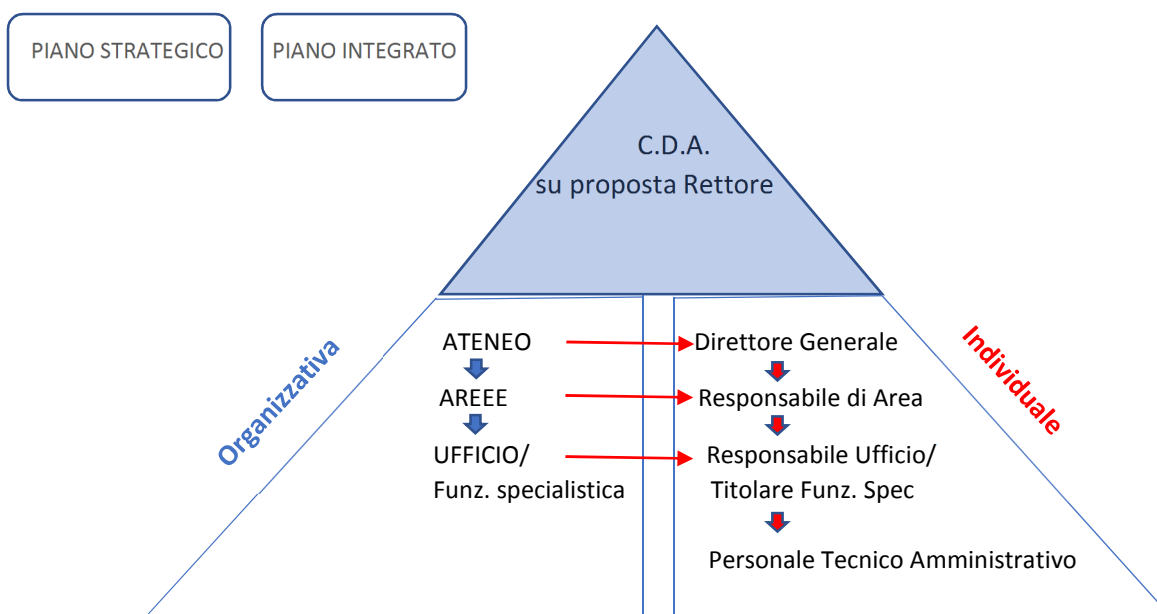 PIANO STRATEGICO
PIANO INTEGRATO
C.D.A.
su proposta Rettore
Organizzativa
Individuale
ATENEO
Direttore Generale
AREEE
Responsabile di Area
UFFICIO/
Funz. specialistica
Responsabile Ufficio/
Titolare Funz. Spec
Personale Tecnico Amministrativo